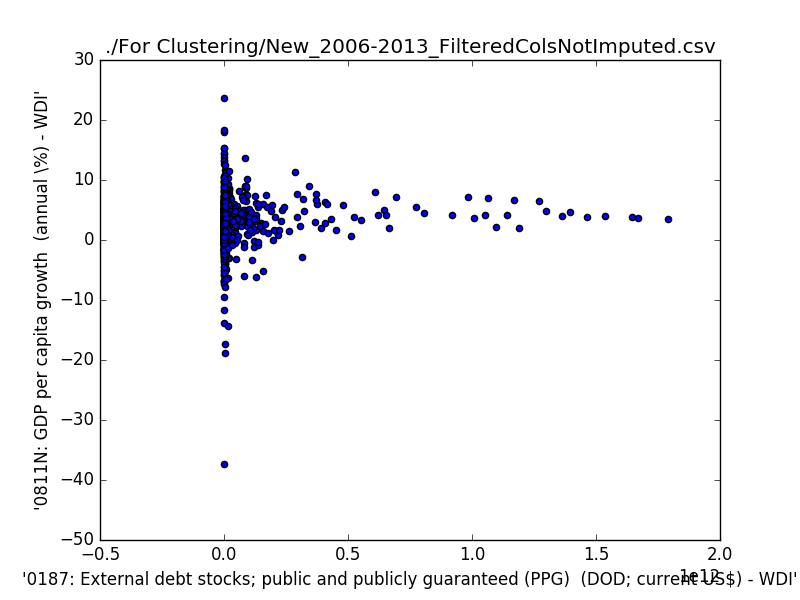 ./For Clustering/New_2006-2013_FilteredColsNotImputed.csv
30
20
10
0
−10
−20
−30
−40
−50
'0811N: GDP per capita growth (annual \%) - WDI'
−0.5 0.0 0.5 1.0 1.5 2.0
1e12
'0187: External debt stocks; public and publicly guaranteed (PPG) (DOD; current US$) - WDI'